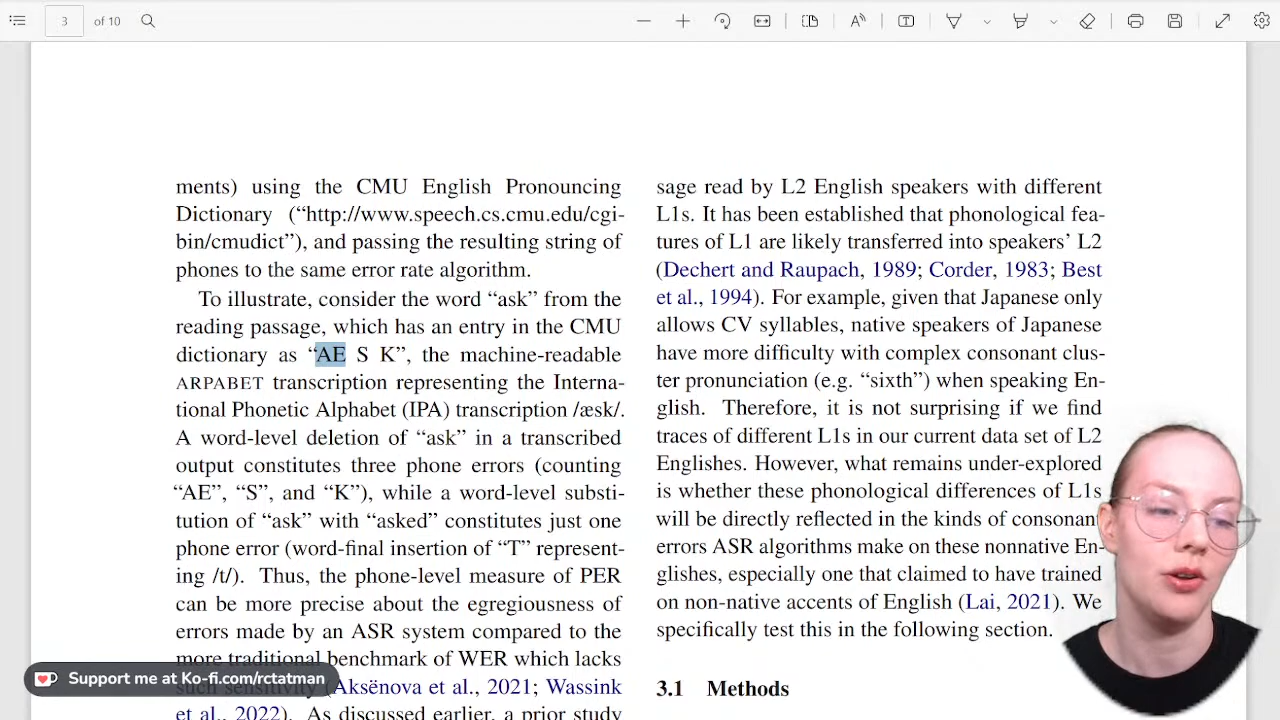 3 of 10
ments) using the CMU English Pronouncing
Dictionary (“http://www.speech.cs.cmu.edu/cgi-
bin/cmudict”), and passing the resulting string of
phones to the same error rate algorithm.
To illustrate, consider the word “ask” from the
reading passage, which has an entry in the CMU
dictionary as “AE S K”, the machine-readable
ARPABET transcription representing the Interna-
tional Phonetic Alphabet (IPA) transcription /æsk/.
A word-level deletion of “ask” in a transcribed
output constitutes three phone errors (counting
“AE”, “S”, and “K”), while a word-level substi-
tution of “ask” with “asked” constitutes just one
phone error (word-final insertion of “T” represent-
ing /t/). Thus, the phone-level measure of PER
can be more precise about the egregiousness of
errors made by an ASR system compared to the
more traditional benchmark of WER which lacks
such sensitivity (Aksënova et al., 2021; Wassink
et al., 2022). As discussed earlier, a prior study
sage read by L2 English speakers with different
L1s. It has been established that phonological fea-
tures of L1 are likely transferred into speakers’ L2
(Dechert and Raupach, 1989; Corder, 1983; Best
et al., 1994). For example, given that Japanese only
allows CV syllables, native speakers of Japanese
have more difficulty with complex consonant clus-
ter pronunciation (e.g. “sixth”) when speaking En-
glish. Therefore, it is not surprising if we find
traces of different L1s in our current data set of L2
Englishes. However, what remains under-explored
is whether these phonological differences of L1s
will be directly reflected in the kinds of consonan
errors ASR algorithms make on these nonnative En-
glishes, especially one that claimed to have trained
on non-native accents of English (Lai, 2021). We
specifically test this in the following section.
3.1 Methods
Support me at Ko-fi.com/rctatman